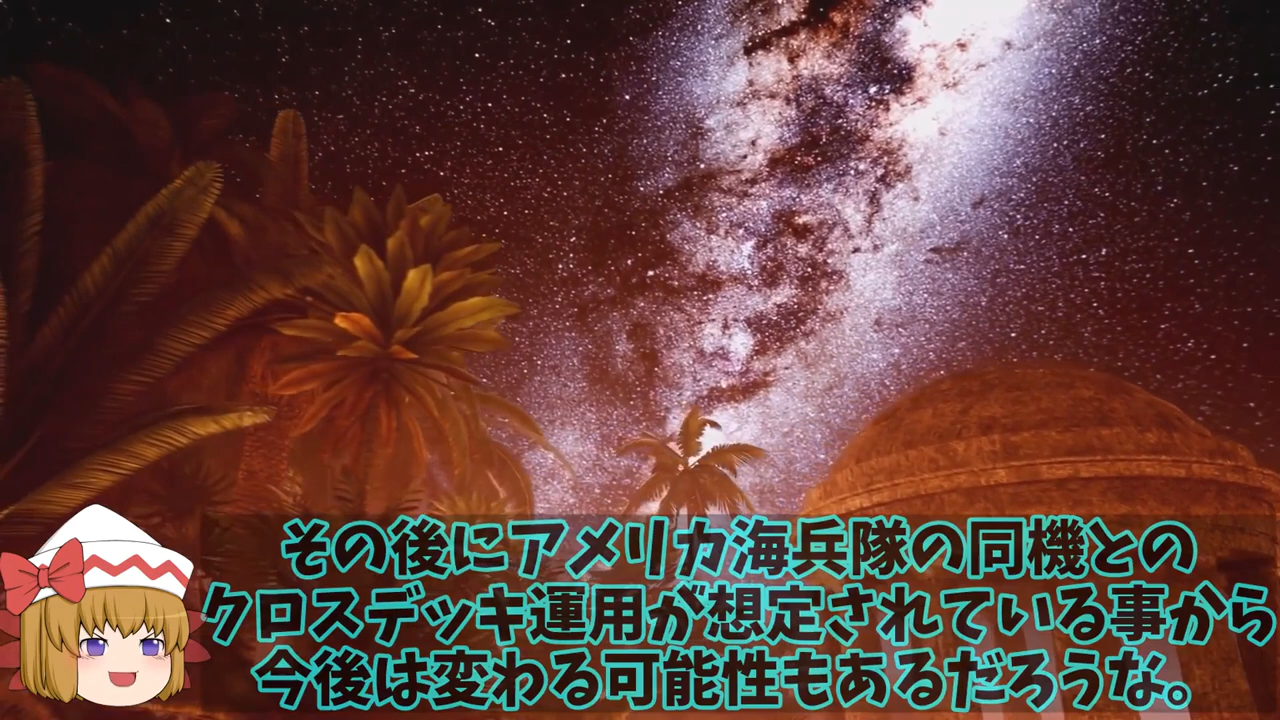 その後にアメリカ海兵隊の同機との
クロスデッキ運用が想定されている事から
今後は変わる可能性もあるだろうな。